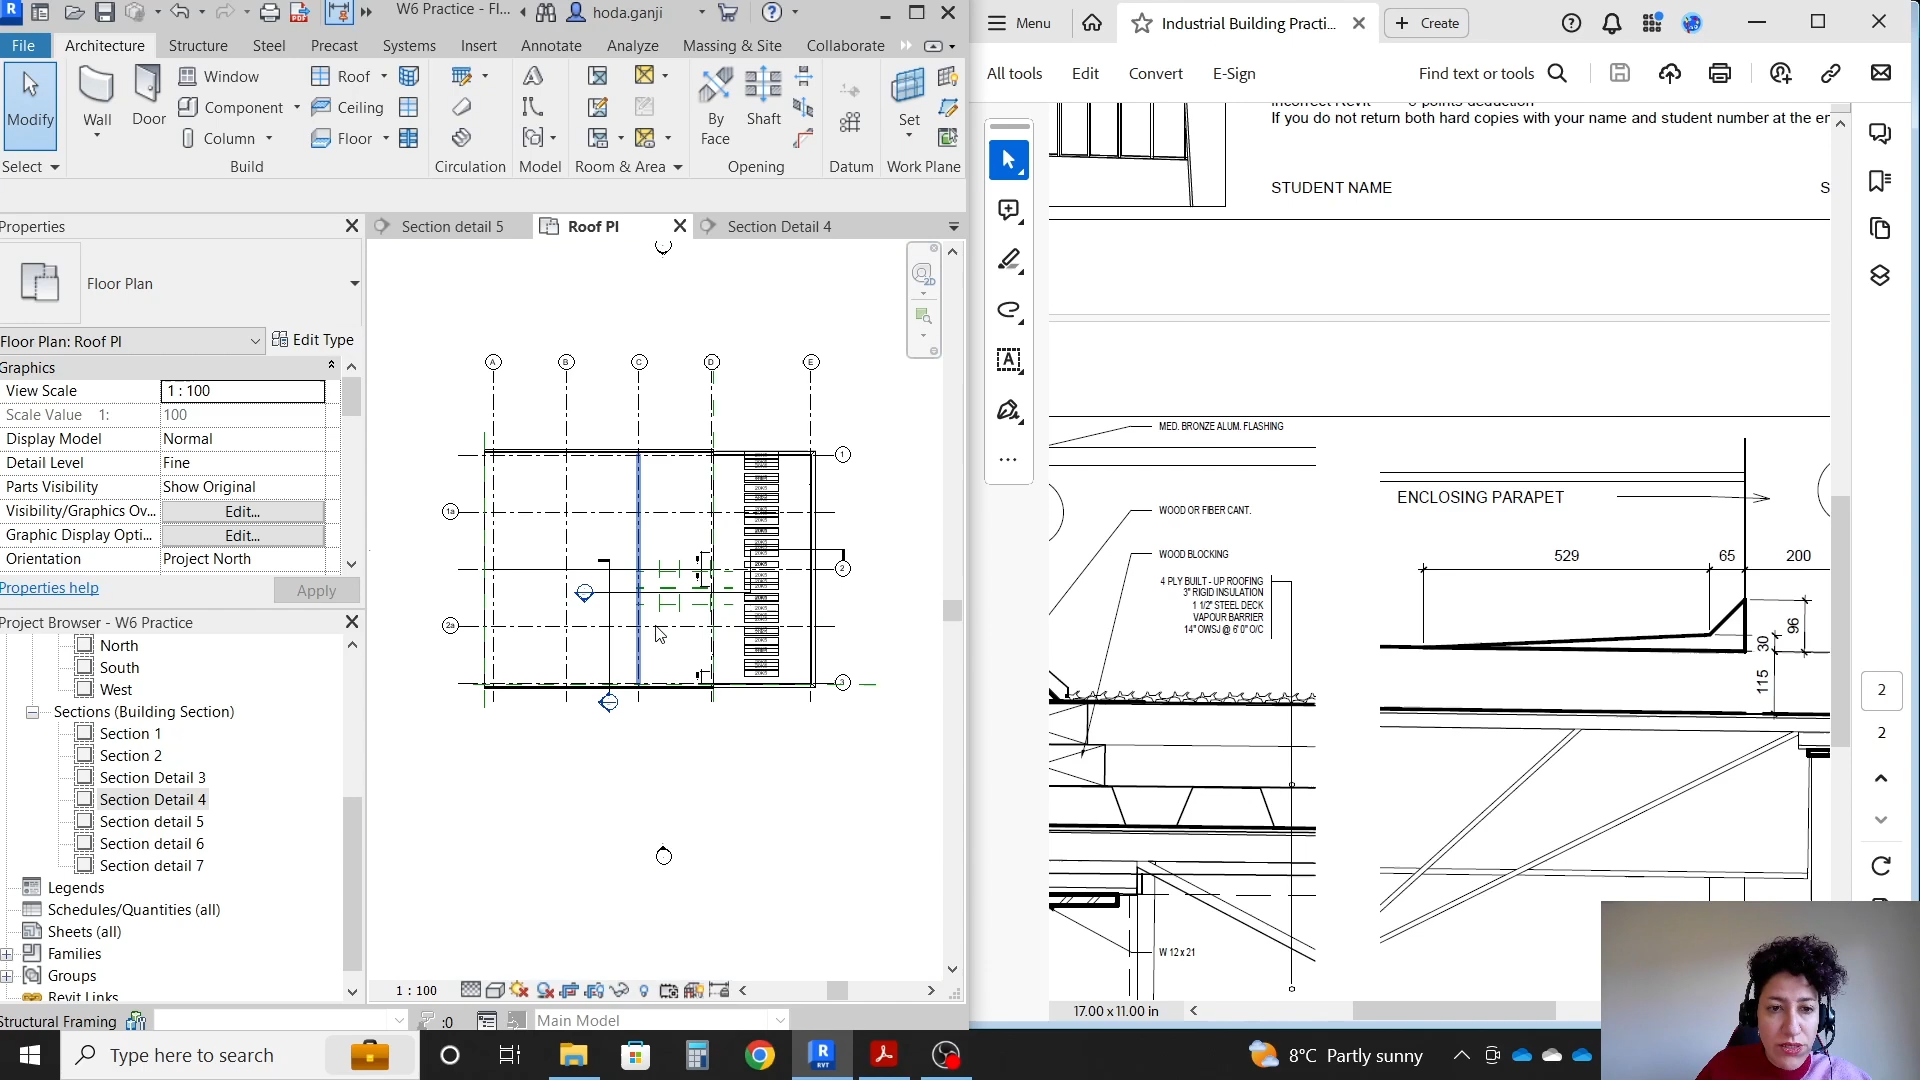 W6 Practice - Fl...
hoda.ganji
File
Architecture
Structure
Steel
Precast
Systems
Insert
Annotate
Analyze
Massing & Site
Collaborate
Modify
Wall
Door
Window
Component
Column
Roof
Ceiling
Floor
By
Face
Shaft
Set
Select
Build
Circulation
Model
Room & Area
Opening
Datum
Work Plane
Properties
Section detail 5
Roof Pl
Section Detail 4
Floor Plan
Floor Plan: Roof Pl
Edit Type
Graphics
View Scale
1 : 100
Scale Value 1:
100
Display Model
Normal
Detail Level
Fine
Parts Visibility
Show Original
Visibility/Graphics Ov...
Edit...
Graphic Display Opti...
Edit...
Orientation
Project North
Properties help
Apply
Project Browser - W6 Practice
North
South
West
Sections (Building Section)
Section 1
Section 2
Section Detail 3
Section Detail 4
Section detail 5
Section detail 6
Section detail 7
Legends
Schedules/Quantities (all)
Sheets (all)
Families
Groups
Revit Links
2D
A
B
C
D
E
1
1a
2
2a
3
1 : 100
Structural Framing
:0
Main Model
Menu
Industrial Building Practi...
Create
All tools
Edit
Convert
E-Sign
Find text or tools
If you do not return both hard copies with your name and student number at the er
STUDENT NAME
S
MED. BRONZE ALUM. FLASHING
WOOD OR FIBER CANT.
WOOD BLOCKING
4 PLY BUILT - UP ROOFING
3" RIGID INSULATION
1 1/2" STEEL DECK
VAPOUR BARRIER
14" OWSJ @ 6' 0" O/C
W 12 x 21
ENCLOSING PARAPET
529
65
200
96
30
115
2
2
17.00 x 11.00 in
Type here to search
8°C Partly sunny